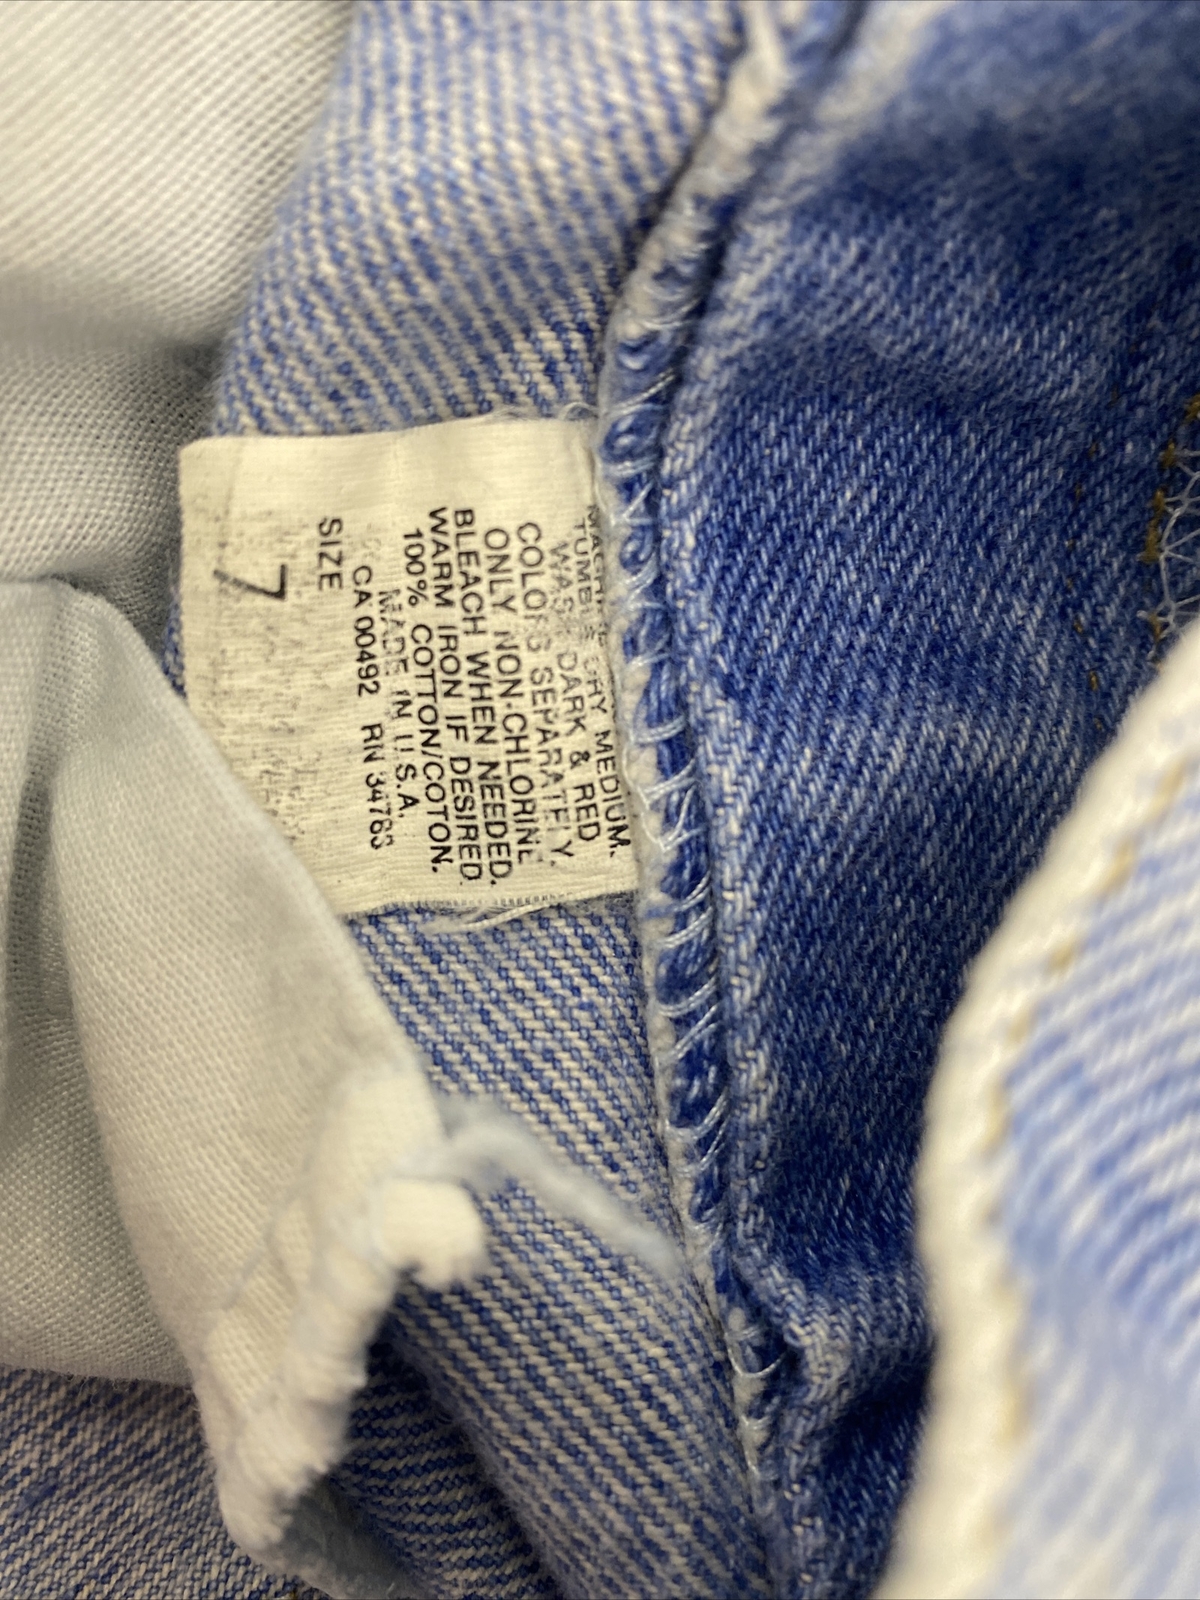 MACHINE DRY MEDIUM.
TUMBLE
WASH DARK & RED
COLORS SEPARATELY.
ONLY NON-CHLORINE
BLEACH WHEN NEEDED.
WARM IRON IF DESIRED.
100% COTTON/COTON.
MADE IN U.S.A.
CA 00492 RN 34763
SIZE
7